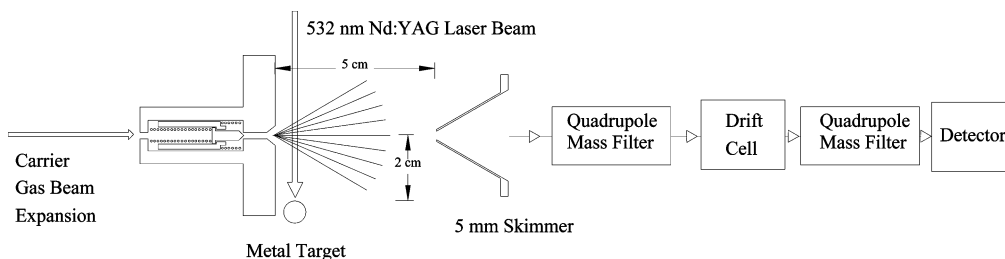 532 nm Nd:YAG Laser Beam
5 cm
Carrier
Gas Beam
Expansion
2 cm
Metal Target
5 mm Skimmer
Quadrupole
Mass Filter
Drift
Cell
Quadrupole
Mass Filter
Detector